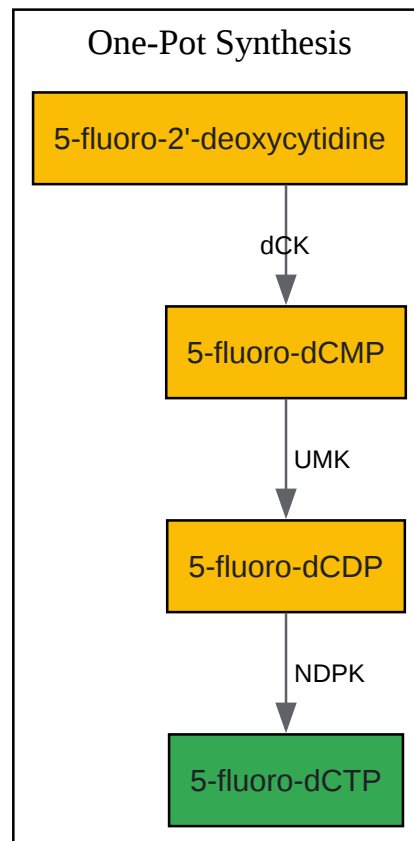 One-Pot Synthesis
5-fluoro-2'-deoxycytidine
dCK
5-fluoro-dCMP
UMK
5-fluoro-dCDP
NDPK
5-fluoro-dCTP